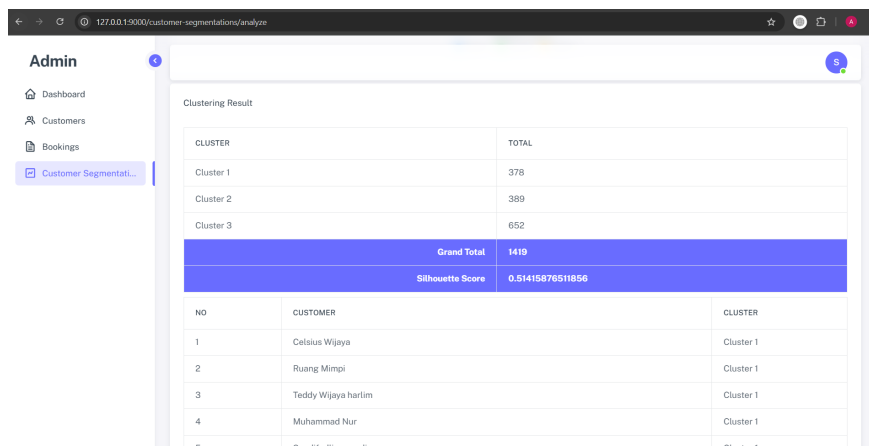 127.0.0.1:9000/customer-segmentations/analyze
A
Admin
S
Dashboard
Customers
Bookings
Customer Segmentati...
Clustering Result
CLUSTER TOTAL
Cluster 1 378
Cluster 2 389
Cluster 3 652
Grand Total 1419
Silhouette Score 0.51415876511856
NO CUSTOMER CLUSTER
1 Celsius Wijaya Cluster 1
2 Ruang Mimpi Cluster 1
3 Teddy Wijaya harlim Cluster 1
4 Muhammad Nur Cluster 1